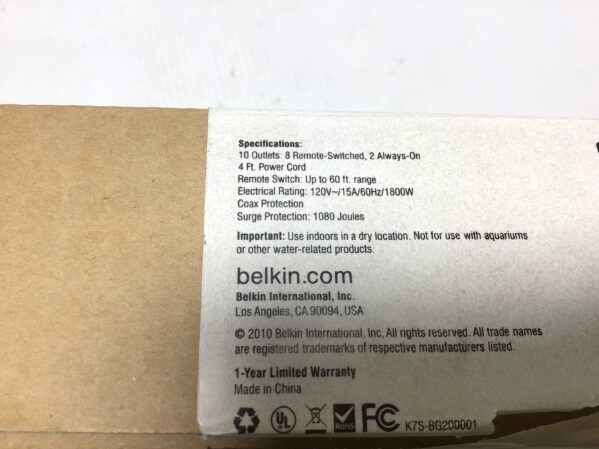 Specifications:
10 Outlets: 8 Remote-Switched, 2 Always-On
4 Ft. Power Cord
Remote Switch: Up to 60 ft. range
Electrical Rating: 120V~/15A/60Hz/1800W
Coax Protection
Surge Protection: 1080 Joules
Important: Use indoors in a dry location. Not for use with aquariums
or other water-related products.
belkin.com
Belkin International, Inc.
Los Angeles, CA 90094, USA
© 2010 Belkin International, Inc, All rights reserved. All trade names
are registered trademarks of respective manufacturers listed.
1-Year Limited Warranty
Made in China
UL RoHS FC K7S-BG200001